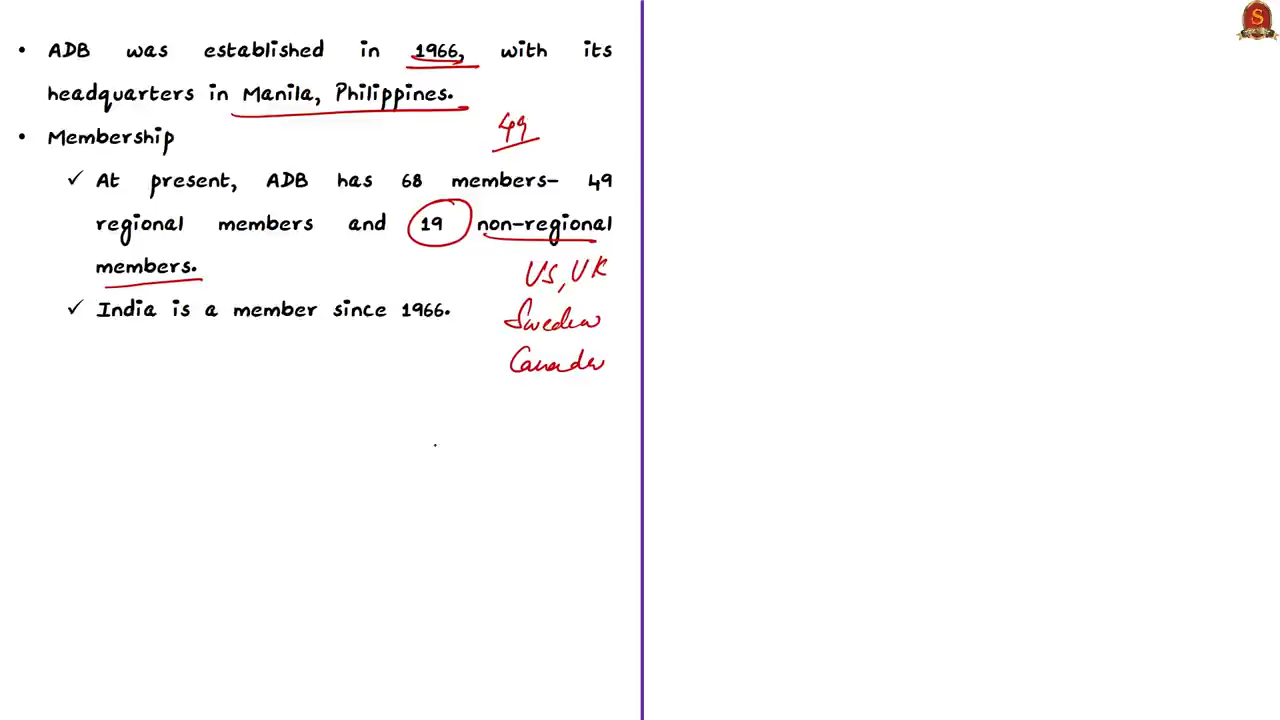 • ADB was established in 1966, with its
headquarters in Manila, Philippines.
• Membership
49
✓ At present, ADB has 68 members- 49
regional members and 19 non-regional
members.
US, UK
✓ India is a member since 1966.
Sweden
Canada
S